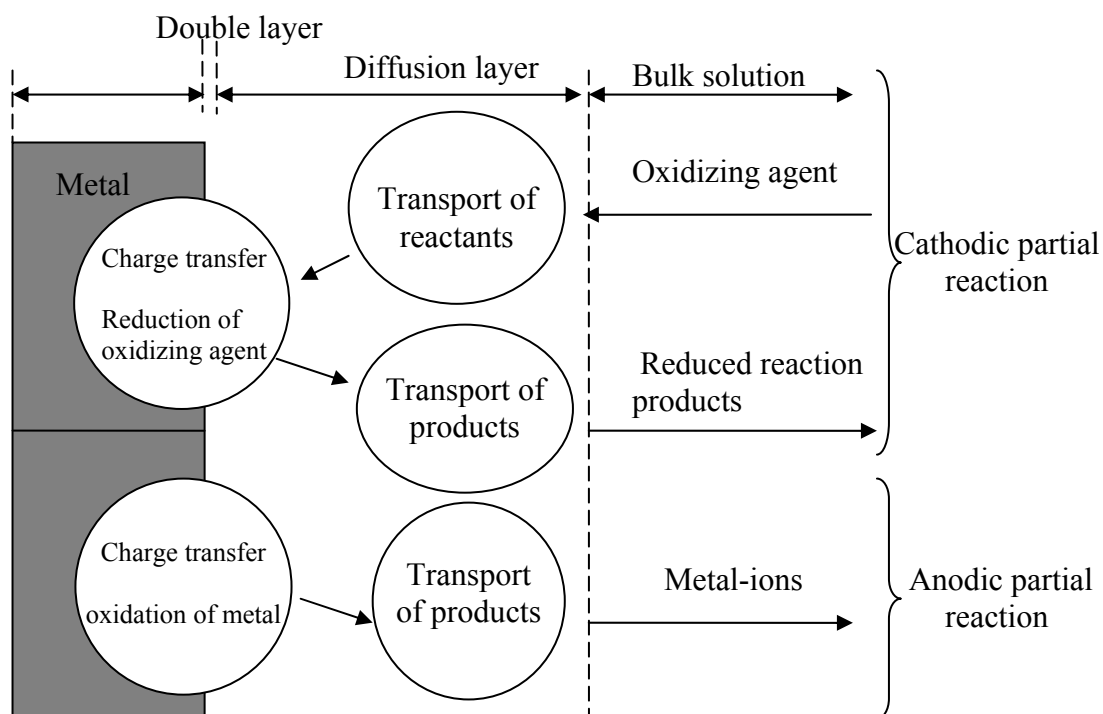 Double layer
Diffusion layer
Bulk solution
Metal
Transport of
reactants
Oxidizing agent
Charge transfer
Reduction of
oxidizing agent
Cathodic partial
reaction
Transport of
products
Reduced reaction
products
Charge transfer
oxidation of metal
Transport
of products
Metal-ions
Anodic partial
reaction